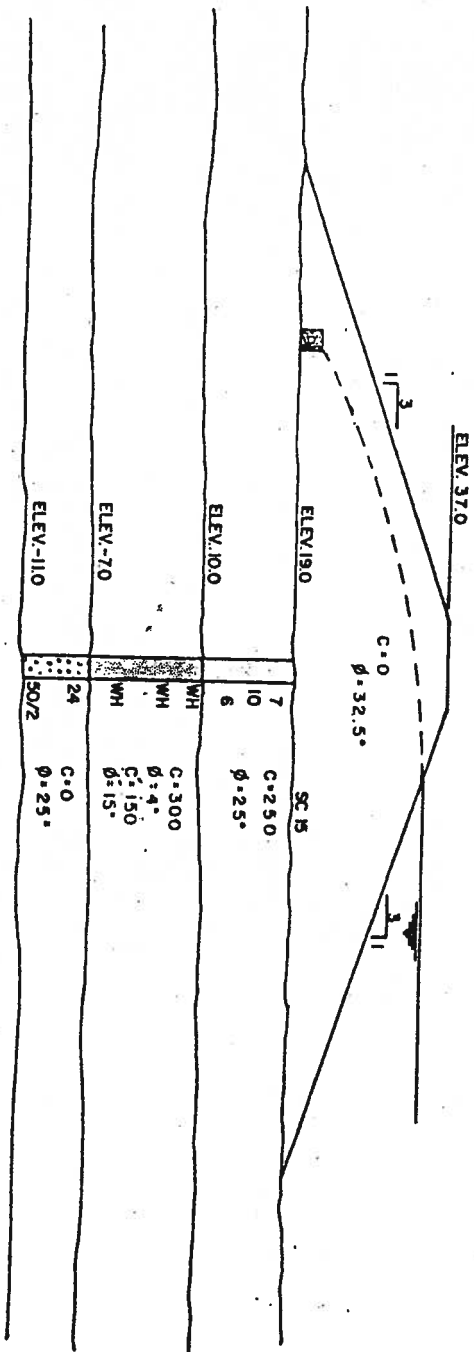 ELEV. 37.0
3
1
C = 0
Ø = 32.5°
3
1
ELEV. 19.0
SC 15
7
10
6
C = 250
Ø = 25°
ELEV. 10.0
WH
WH
WH
C = 300
Ø = 4°
C' = 150
Ø' = 15°
ELEV. -7.0
24
50/2
C = 0
Ø = 25°
ELEV. -11.0